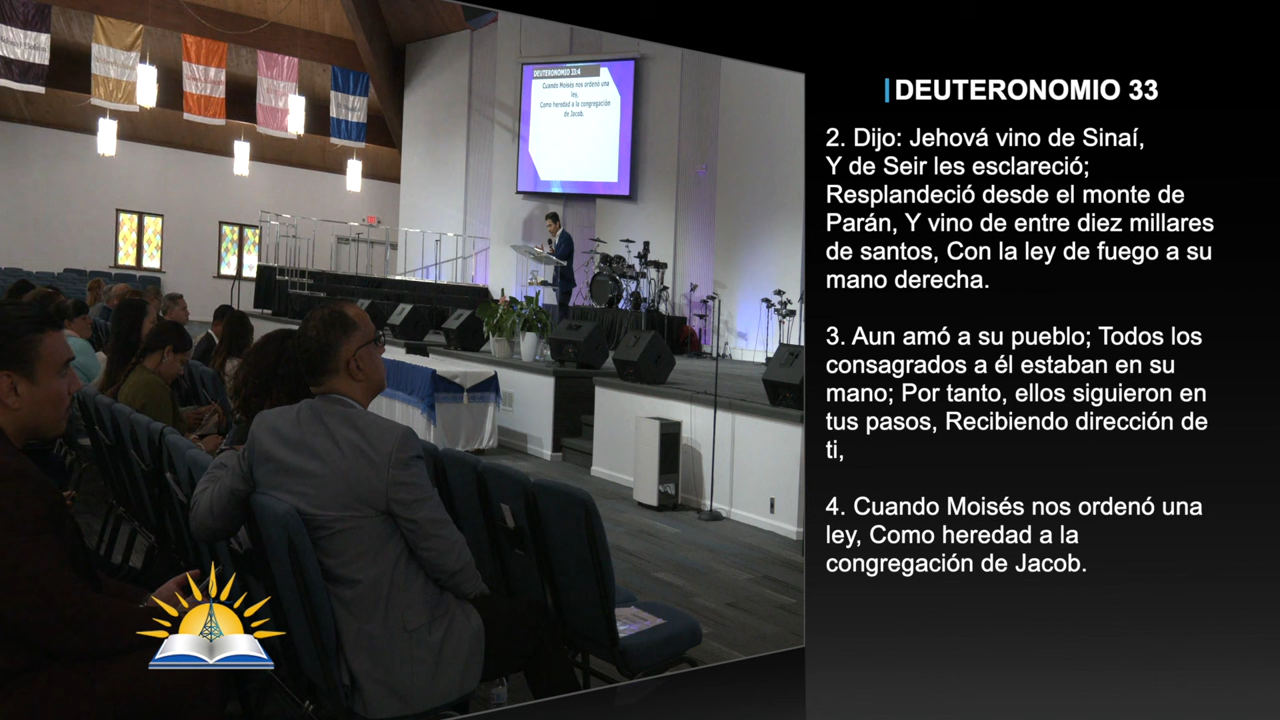 DEUTERONOMIO 33:4
Cuando Moisés nos ordenó una
ley,
Como heredad a la congregación
de Jacob.
EXIT
DEUTERONOMIO 33
2. Dijo: Jehová vino de Sinaí,
Y de Seir les esclareció;
Resplandeció desde el monte de
Parán, Y vino de entre diez millares
de santos, Con la ley de fuego a su
mano derecha.
3. Aun amó a su pueblo; Todos los
consagrados a él estaban en su
mano; Por tanto, ellos siguieron en
tus pasos, Recibiendo dirección de
ti,
4. Cuando Moisés nos ordenó una
ley, Como heredad a la
congregación de Jacob.